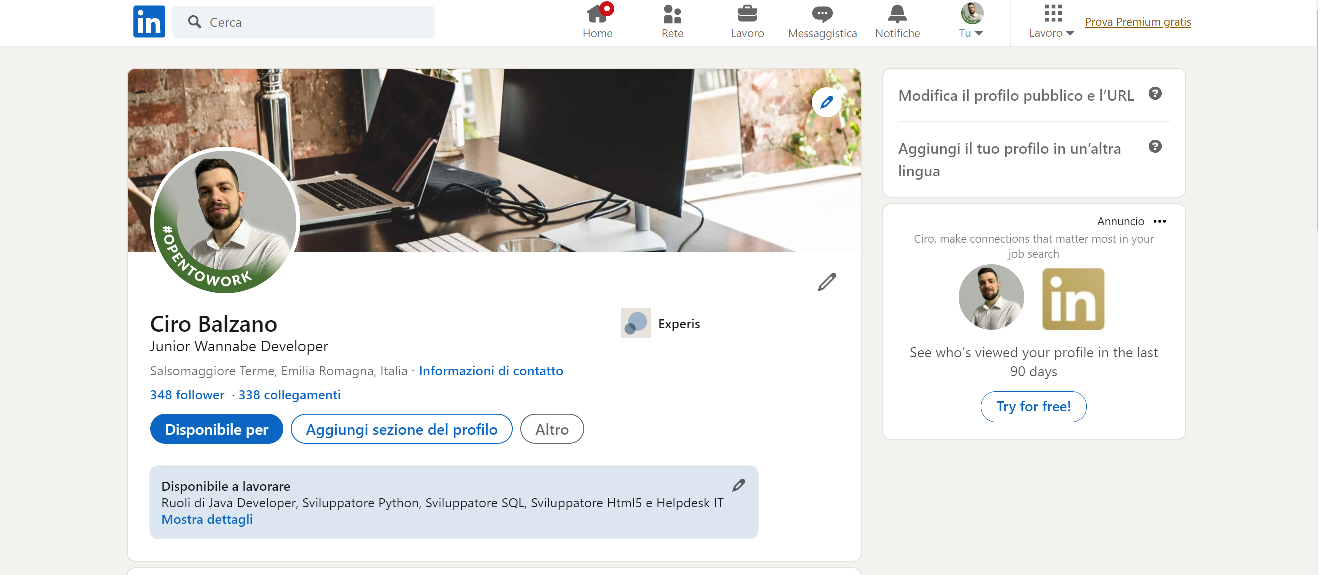 in
Cerca
Home
Rete
Lavoro
Messaggistica
Notifiche
Tu
Lavoro
Prova Premium gratis
#OPENTOWORK
Ciro Balzano
Experis
Junior Wannabe Developer
Salsomaggiore Terme, Emilia Romagna, Italia · Informazioni di contatto
348 follower · 338 collegamenti
Disponibile per
Aggiungi sezione del profilo
Altro
Disponibile a lavorare
Ruoli di Java Developer, Sviluppatore Python, Sviluppatore SQL, Sviluppatore Html5 e Helpdesk IT
Mostra dettagli
Modifica il profilo pubblico e l'URL
Aggiungi il tuo profilo in un'altra
lingua
Annuncio
Ciro, make connections that matter most in your
job search
in
See who's viewed your profile in the last
90 days
Try for free!